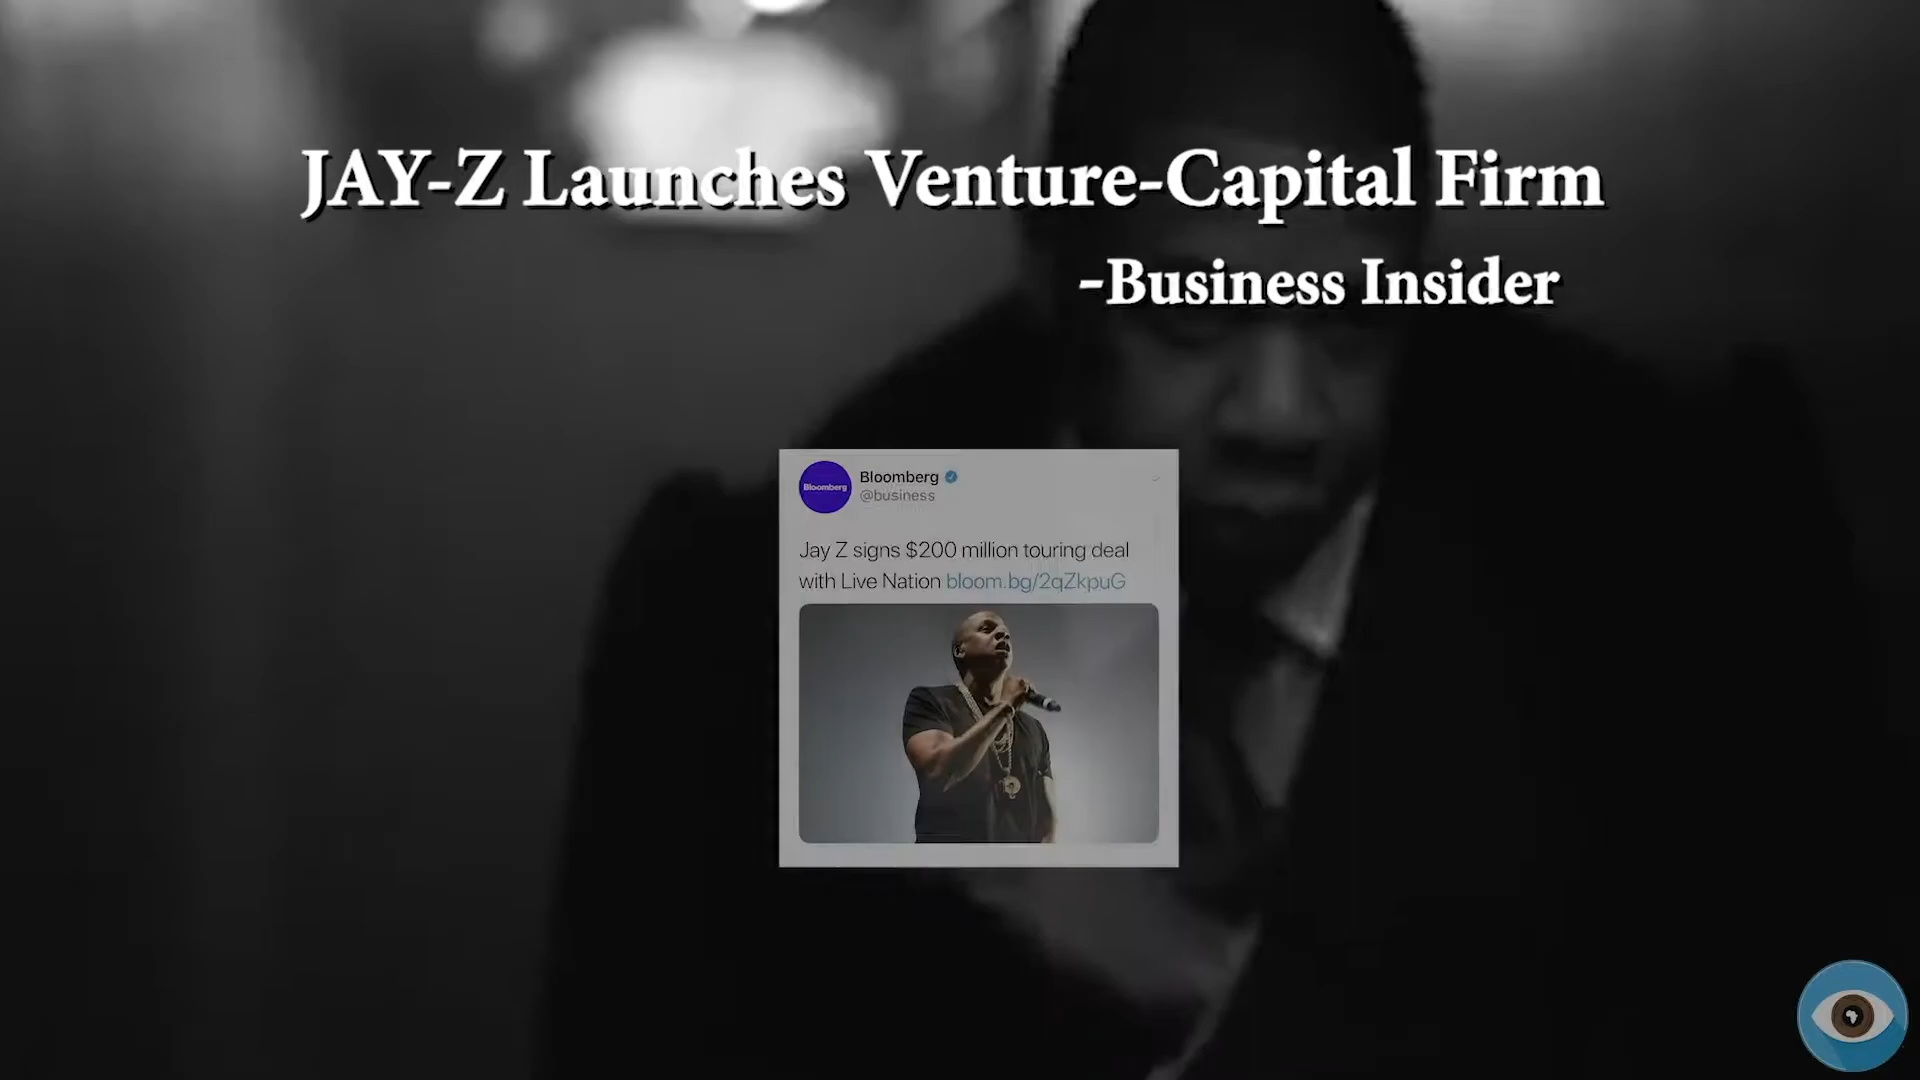 JAY-Z Launches Venture-Capital Firm
-Business Insider
Bloomberg
Bloomberg
@business
Jay Z signs $200 million touring deal
with Live Nation bloom.bg/2qZkpuG